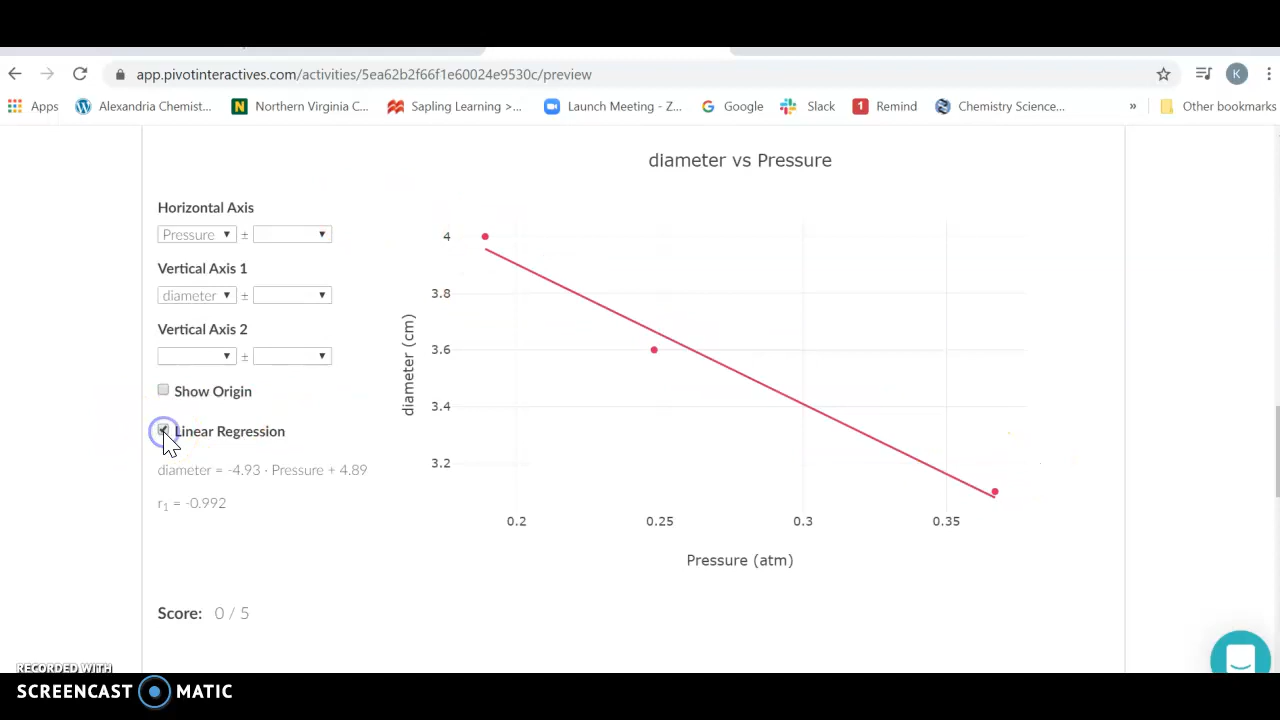 app.pivotinteractives.com/activities/5ea62b2f66f1e60024e9530c/preview K
Apps Alexandria Chemist... N Northern Virginia C... Sapling Learning >... Launch Meeting - Z... Google Slack 1 Remind Chemistry Science... » Other bookmarks
diameter vs Pressure
Horizontal Axis
Pressure ▼ ± ▼
Vertical Axis 1
diameter ▼ ± ▼
Vertical Axis 2
▼ ± ▼
Show Origin
Linear Regression
diameter = -4.93 · Pressure + 4.89
r1 = -0.992
4
3.8
3.6
3.4
3.2
diameter (cm)
0.2 0.25 0.3 0.35
Pressure (atm)
Score: 0 / 5
RECORDED WITH
SCREENCAST MATIC